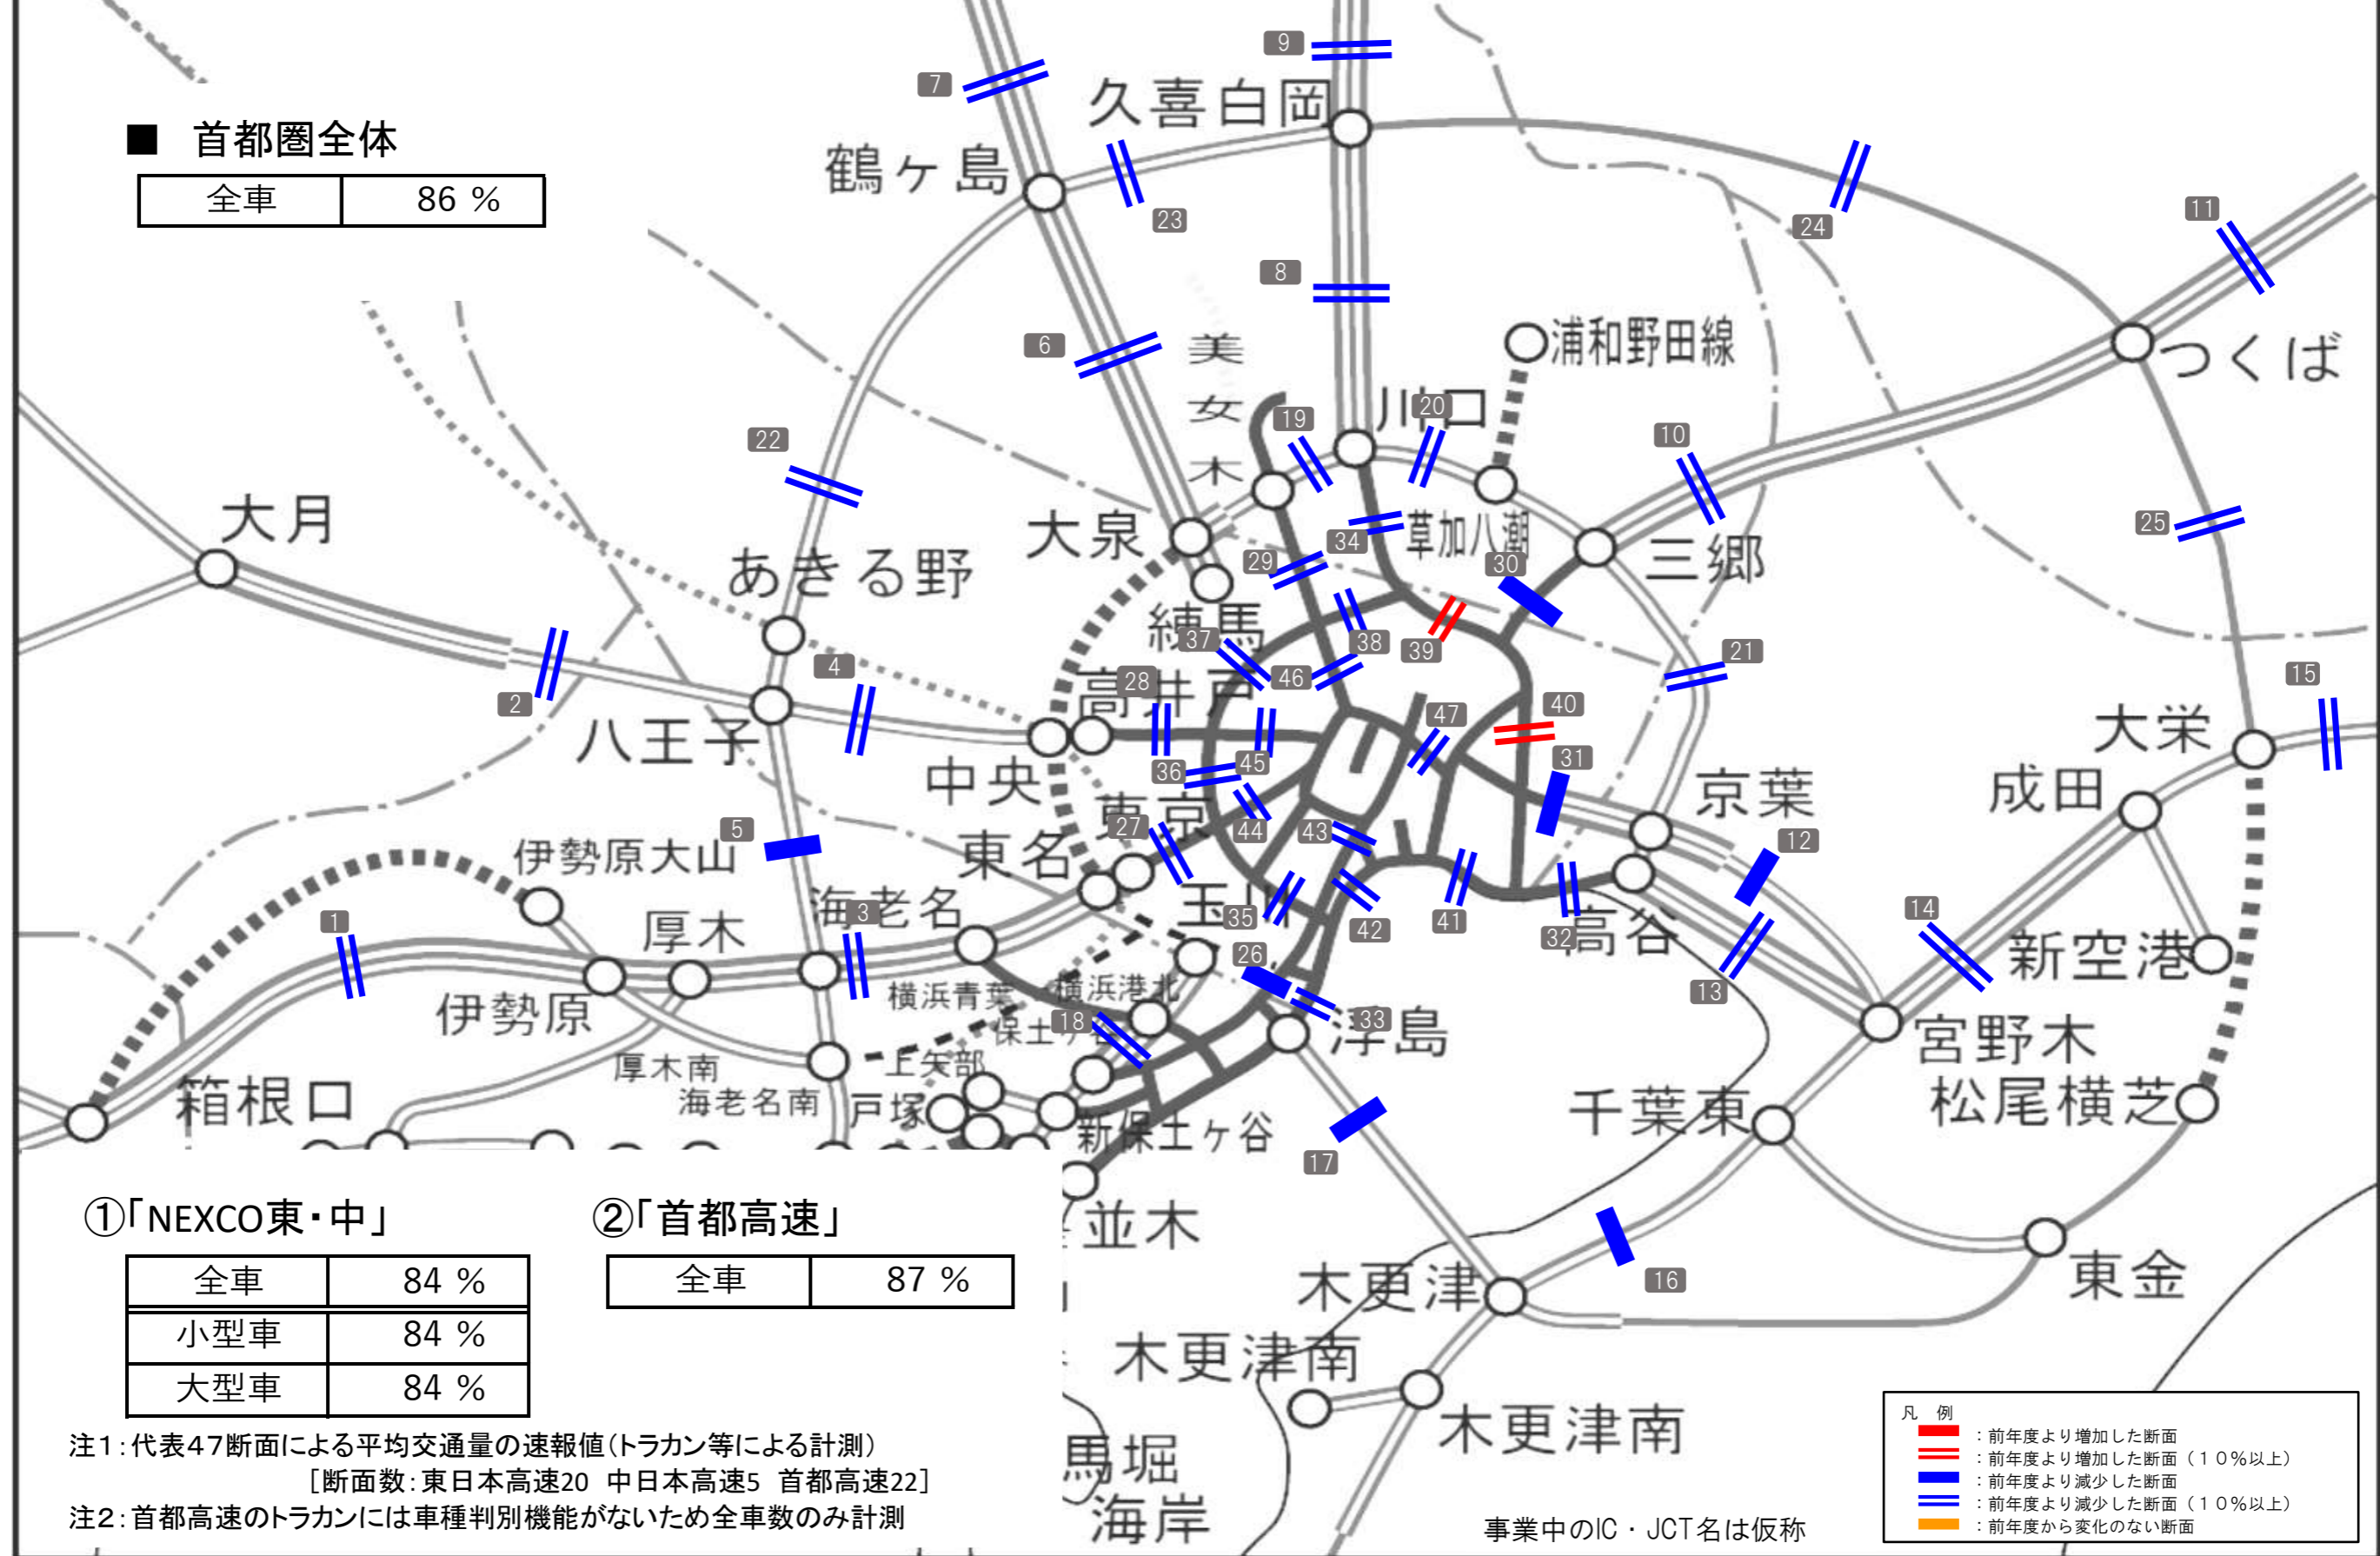 9
7
久喜白岡
■ 首都圏全体
鶴ヶ島
全車 86 %
23
24
11
8
6
美女木
浦和野田線
つくば
19
川口
20
22
10
大月
大泉
34
草加八潮
25
あきる野
29
30
三郷
練馬
37
38
39
21
4
高井戸
28
46
15
2
40
47
八王子
大栄
中央
36
45
31
京葉
成田
東京
27
44
43
12
5
伊勢原大山
東名
海老名
3
玉川
35
42
41
32
高谷
14
1
厚木
26
新空港
横浜青葉
横浜港北
13
伊勢原
18
保土ヶ谷
33
浮島
宮野木
厚木南
上矢部
箱根口
海老名南
戸塚
新保土ヶ谷
千葉東
松尾横芝
17
①「NEXCO東・中」
②「首都高速」
並木
全車 84 %
全車 87 %
小型車 84 %
大型車 84 %
木更津
16
東金
木更津南
木更津南
馬堀
海岸
注1：代表47断面による平均交通量の速報値(トラカン等による計測)
［断面数：東日本高速20 中日本高速5 首都高速22］
注2：首都高速のトラカンには車種判別機能がないため全車数のみ計測
事業中のIC・JCT名は仮称
凡 例
：前年度より増加した断面
：前年度より増加した断面（１０％以上）
：前年度より減少した断面
：前年度より減少した断面（１０％以上）
：前年度から変化のない断面